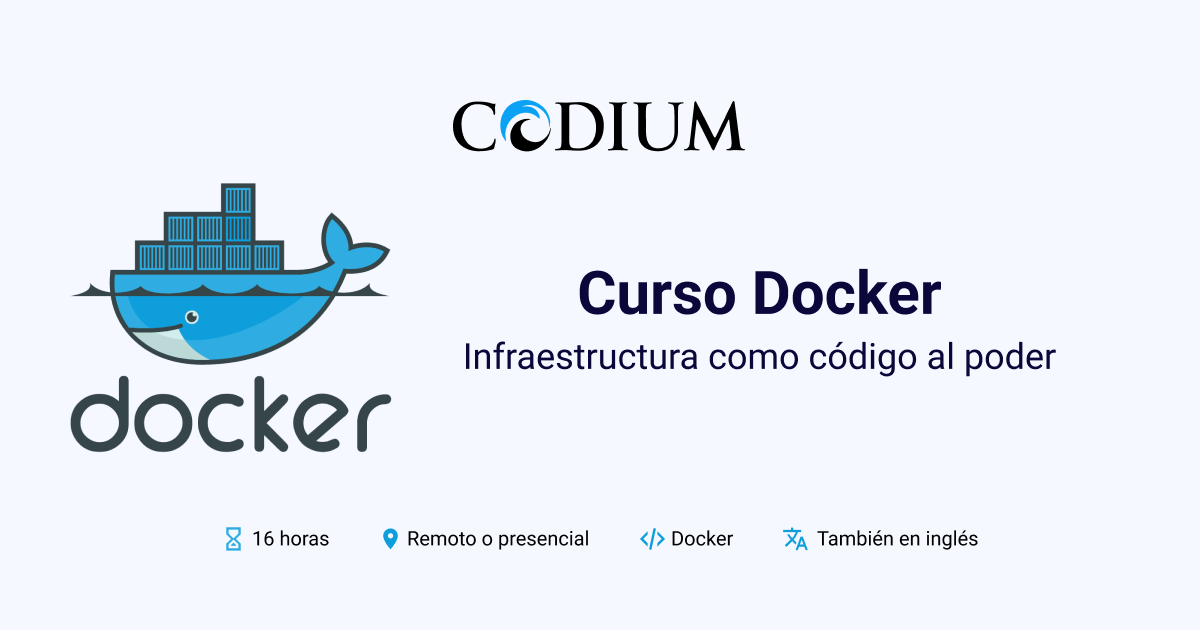 CODIUM
docker
Curso Docker
Infraestructura como código al poder
16 horas
Remoto o presencial
Docker
También en inglés